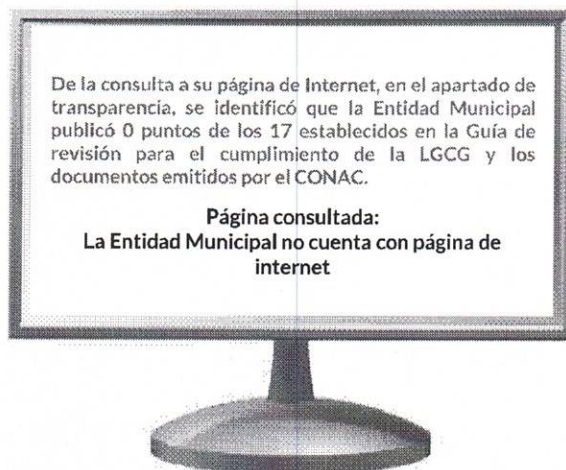 De la consulta a su página de Internet, en el apartado de
transparencia, se identificó que la Entidad Municipal
publicó 0 puntos de los 17 establecidos en la Guía de
revisión para el cumplimiento de la LGCG y los
documentos emitidos por el CONAC.
Página consultada:
La Entidad Municipal no cuenta con página de
internet